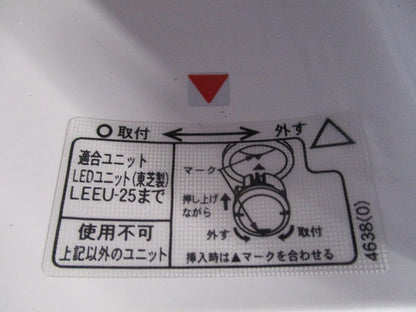 ○取付 ⟷ 外す △
適合ユニット
LEDユニット(東芝製)
LEEU-25まで
使用不可
上記以外のユニット
マーク
押し上げ
ながら
外す 取付
挿入時は▲マークを合わせる
4638(0)